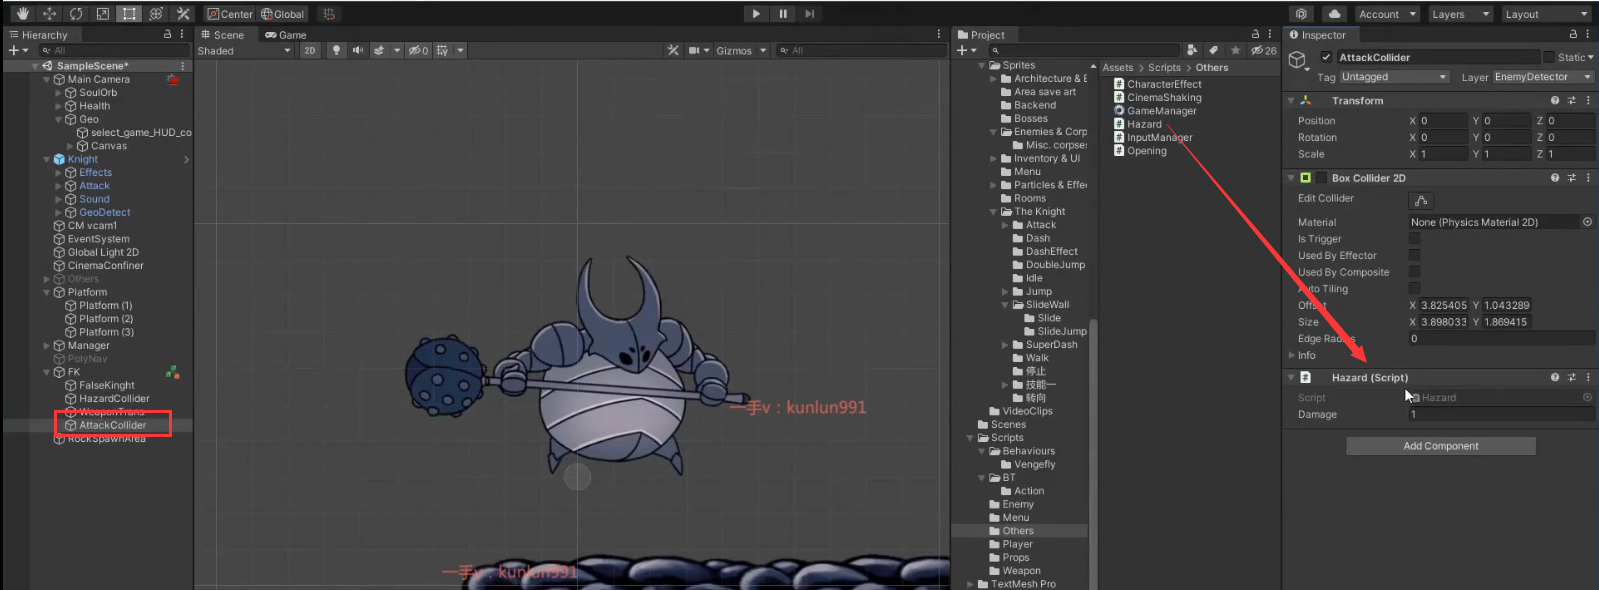 Center Global
Account Layers Layout
Hierarchy
All
SampleScene*
Main Camera
SoulOrb
Health
Geo
select_game_HUD_co
Canvas
Knight
Effects
Attack
Sound
GeoDetect
CM vcam1
EventSystem
Global Light 2D
CinemaConfiner
Others
Platform
Platform (1)
Platform (2)
Platform (3)
Manager
PolyNav
FK
FalseKinght
HazardCollider
WeaponTrans
AttackCollider
RockSpawnArea
Scene Game
Shaded 2D 0 Gizmos All
一手v：kunlun991
一手v：kunlun991
Project
26
Sprites
Architecture & E
Area save art
Backend
Bosses
Enemies & Corp
Misc. corpses
Inventory & UI
Menu
Particles & Effec
Rooms
The Knight
Attack
Dash
DashEffect
DoubleJump
Idle
Jump
SlideWall
Slide
SlideJump
SuperDash
Walk
停止
技能一
转向
VideoClips
Scenes
Scripts
Behaviours
Vengefly
BT
Action
Enemy
Menu
Others
Player
Props
Weapon
TextMesh Pro
Assets > Scripts > Others
CharacterEffect
CinemaShaking
GameManager
Hazard
InputManager
Opening
Inspector
AttackCollider Static
Tag Untagged Layer EnemyDetector
Transform
Position X 0 Y 0 Z 0
Rotation X 0 Y 0 Z 0
Scale X 1 Y 1 Z 1
Box Collider 2D
Edit Collider
Material None (Physics Material 2D)
Is Trigger
Used By Effector
Used By Composite
Auto Tiling
Offset X 3.825405 Y 1.043289
Size X 3.898033 Y 1.869415
Edge Radius 0
Info
Hazard (Script)
Script Hazard
Damage 1
Add Component